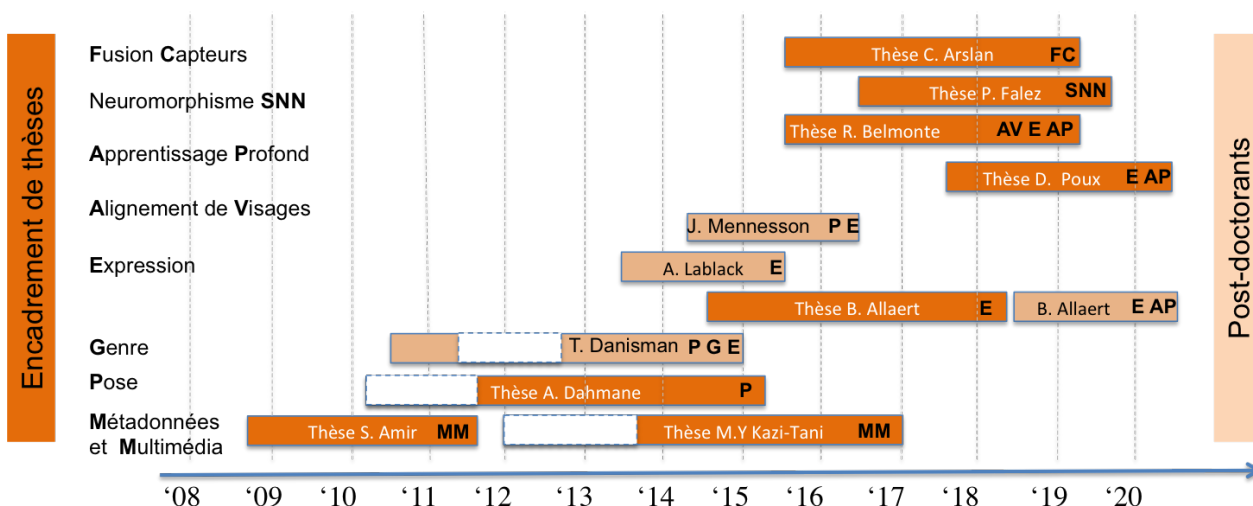 Encadrement de thèses
Fusion Capteurs
Thèse C. Arslan FC
Neuromorphisme SNN
Thèse P. Falez SNN
Thèse R. Belmonte AV E AP
Apprentissage Profond
Thèse D. Poux E AP
Alignement de Visages
J. Mennesson P E
Expression
A. Lablack E
Thèse B. Allaert E
B. Allaert E AP
Genre
T. Danisman P G E
Pose
Thèse A. Dahmane P
Métadonnées
et Multimédia
Thèse S. Amir MM
Thèse M.Y Kazi-Tani MM
Post-doctorants
‘08 ‘09 ‘10 ‘11 ‘12 ‘13 ‘14 ‘15 ‘16 ‘17 ‘18 ‘19 ‘20